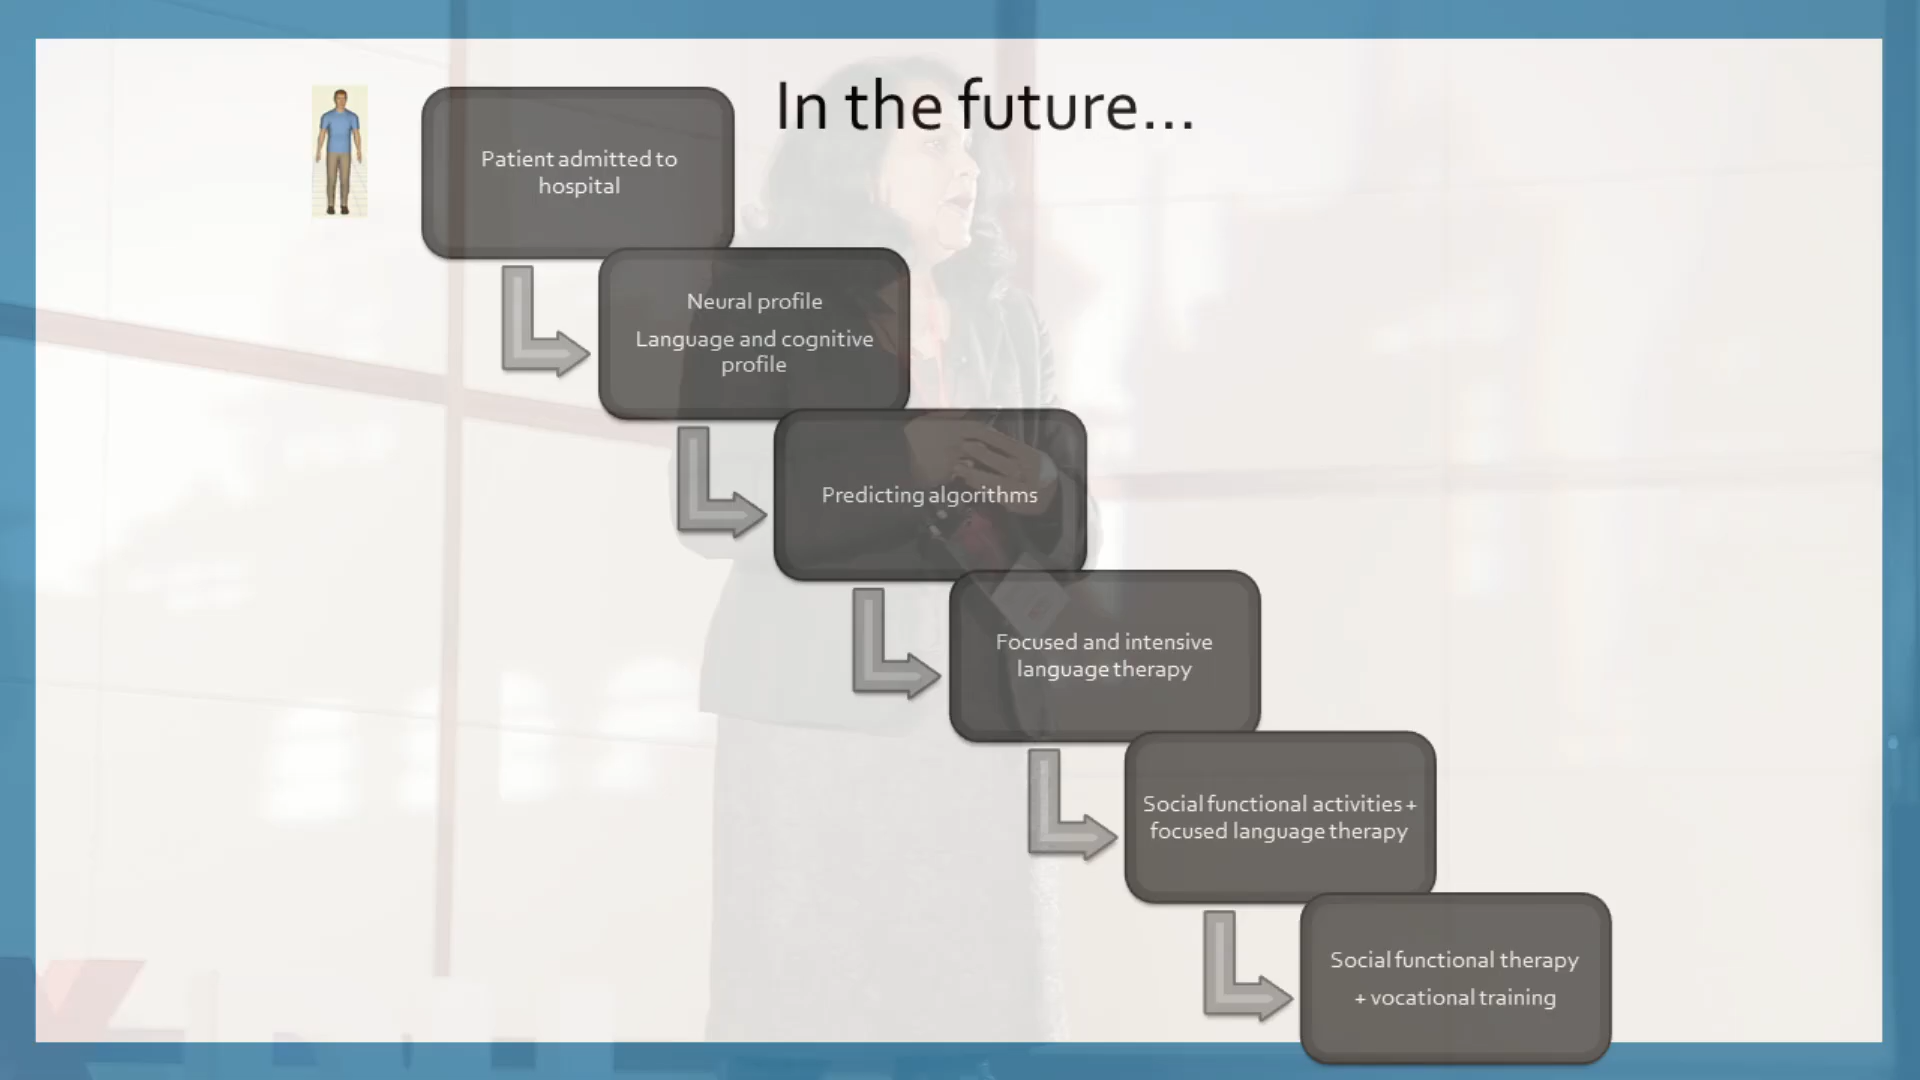 In the future...
Patient admitted to
hospital
Neural profile
Language and cognitive
profile
Predicting algorithms
Focused and intensive
language therapy
Social functional activities +
focused language therapy
Social functional therapy
+ vocational training